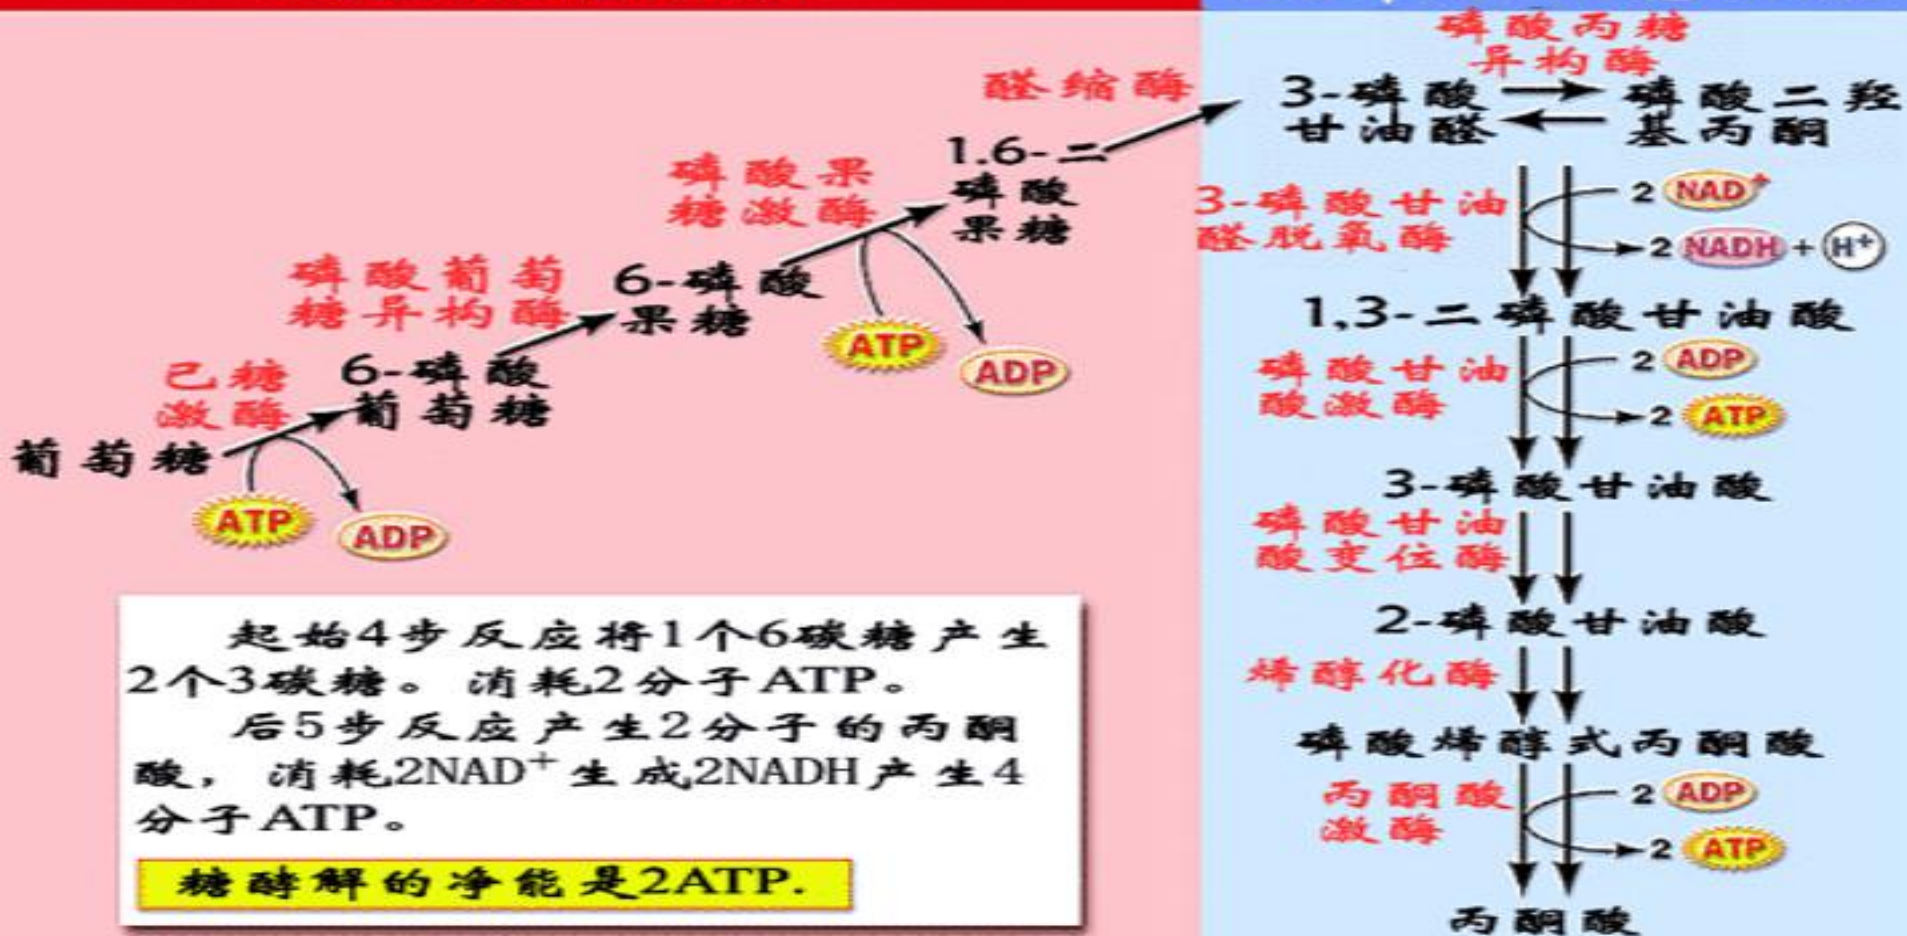 磷酸丙糖
异构酶
醛缩酶
3-磷酸
甘油醛
磷酸二羟
基丙酮
1.6-二
磷酸
果糖
磷酸果
糖激酶
3-磷酸甘油
醛脱氧酶
2 NAD+
2 NADH + H+
磷酸葡萄
糖异构酶
6-磷酸
果糖
ATP
ADP
1,3-二磷酸甘油酸
己糖
激酶
6-磷酸
葡萄糖
磷酸甘油
酸激酶
2 ADP
2 ATP
葡萄糖
ATP
ADP
3-磷酸甘油酸
磷酸甘油
酸变位酶
2-磷酸甘油酸
烯醇化酶
磷酸烯醇式丙酮酸
丙酮酸
激酶
2 ADP
2 ATP
丙酮酸
起始4步反应将1个6碳糖产生
2个3碳糖。消耗2分子ATP。
后5步反应产生2分子的丙酮
酸，消耗2NAD+生成2NADH产生4
分子ATP。
糖酵解的净能是2ATP.